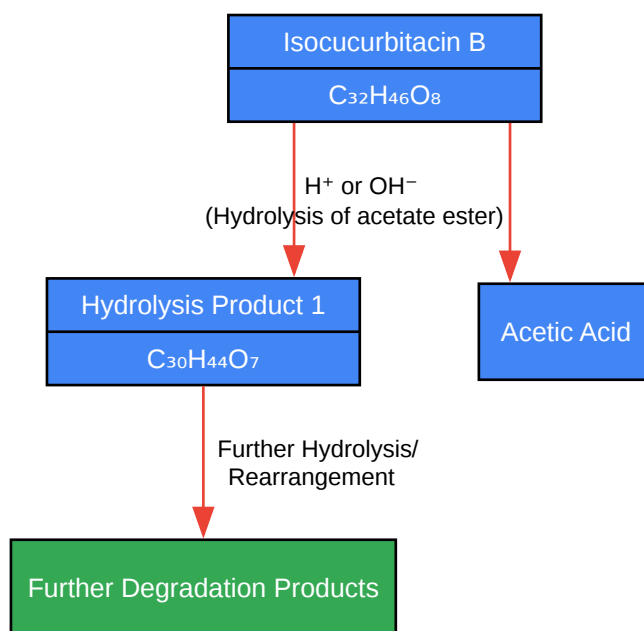 Isocucurbitacin B
C₃₂H₄₆O₈
H⁺ or OH⁻
(Hydrolysis of acetate ester)
Hydrolysis Product 1
C₃₀H₄₄O₇
Acetic Acid
Further Hydrolysis/
Rearrangement
Further Degradation Products